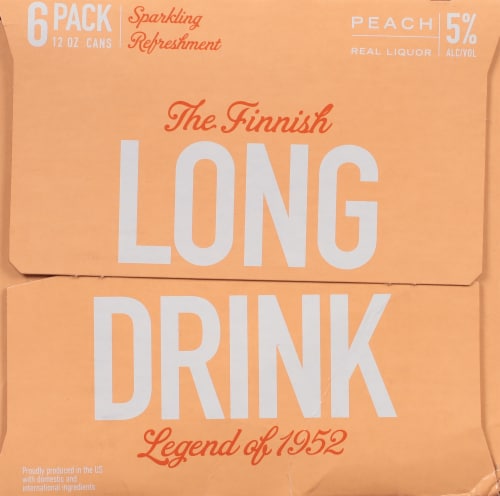 6 PACK
12 OZ CANS
Sparkling
Refreshment
PEACH
REAL LIQUOR
5%
ALC/VOL
The Finnish
LONG
DRINK
Legend of 1952
Proudly produced in the US
with domestic and
international ingredients